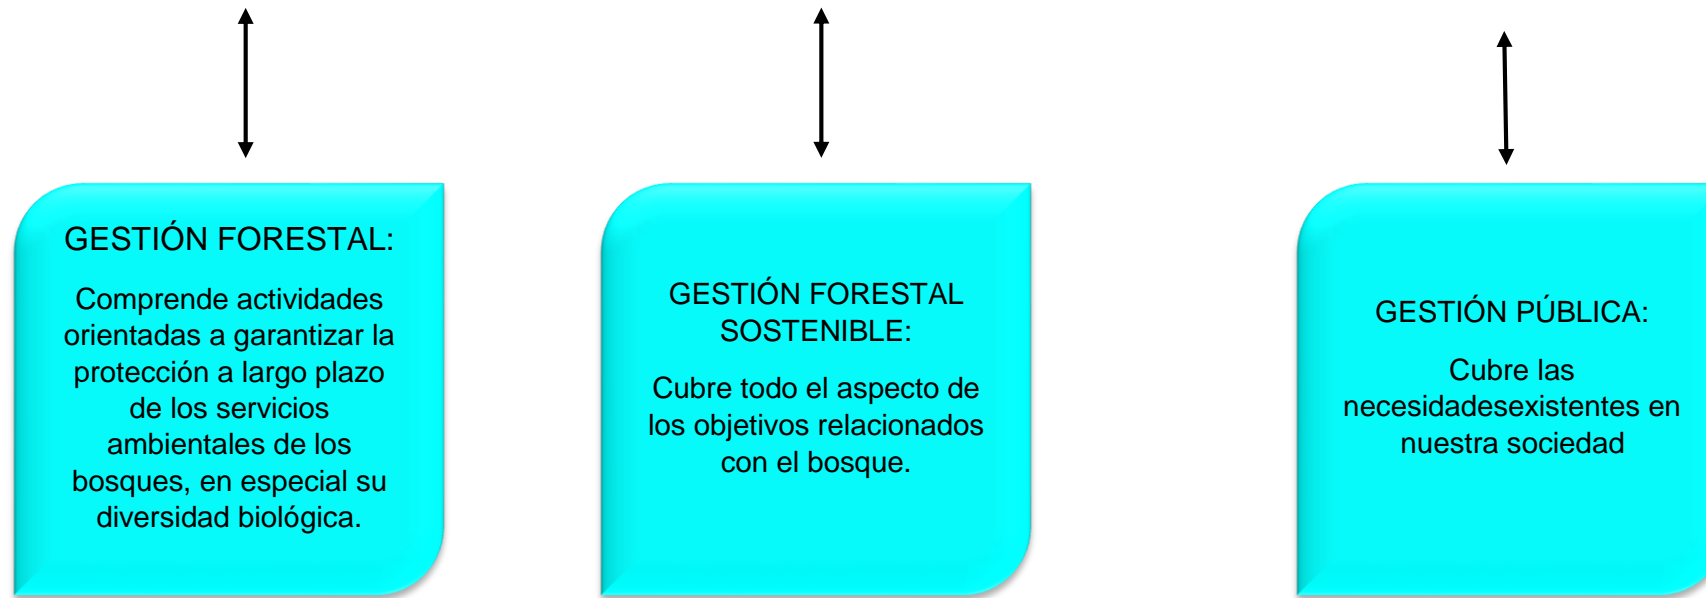 GESTIÓN FORESTAL:
Comprende actividades
orientadas a garantizar la
protección a largo plazo
de los servicios
ambientales de los
bosques, en especial su
diversidad biológica.
GESTIÓN FORESTAL
SOSTENIBLE:
Cubre todo el aspecto de
los objetivos relacionados
con el bosque.
GESTIÓN PÚBLICA:
Cubre las
necesidadesexistentes en
nuestra sociedad